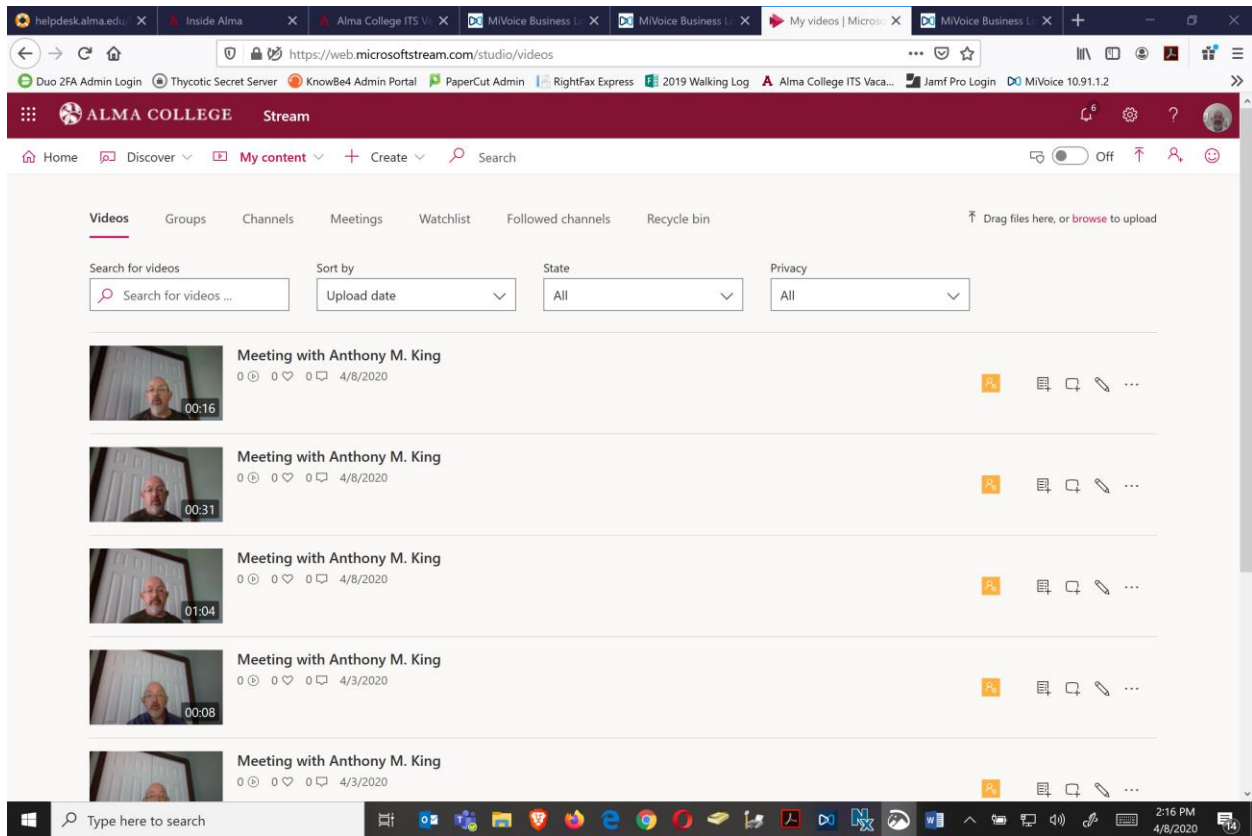 helpdesk.alma.edu/
Inside Alma
Alma College ITS Va
MiVoice Business Lo
MiVoice Business Lo
My videos | Microso
MiVoice Business Lo
https://web.microsoftstream.com/studio/videos
Duo 2FA Admin Login Thycotic Secret Server KnowBe4 Admin Portal PaperCut Admin RightFax Express 2019 Walking Log Alma College ITS Vaca... Jamf Pro Login MiVoice 10.91.1.2
ALMA COLLEGE Stream 6 ?
Home Discover My content Create Search Off
Videos Groups Channels Meetings Watchlist Followed channels Recycle bin Drag files here, or browse to upload
Search for videos Sort by State Privacy
Search for videos ... Upload date All All
Meeting with Anthony M. King
0 0 0 4/8/2020
00:16
Meeting with Anthony M. King
0 0 0 4/8/2020
00:31
Meeting with Anthony M. King
0 0 0 4/8/2020
01:04
Meeting with Anthony M. King
0 0 0 4/3/2020
00:08
Meeting with Anthony M. King
0 0 0 4/3/2020
Type here to search
2:16 PM
4/8/2020
14